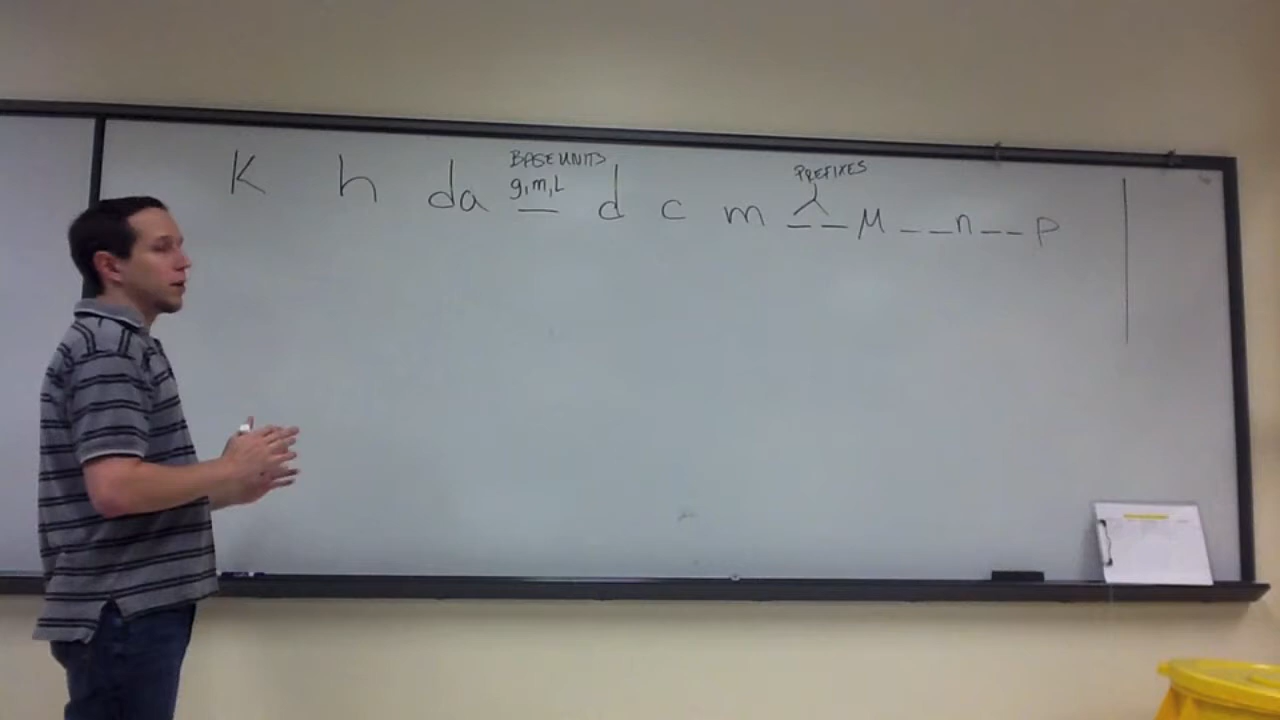 BASE UNITS
PREFIXES
g, m, L
K h da _ d c m _ _ μ _ _ n _ _ p